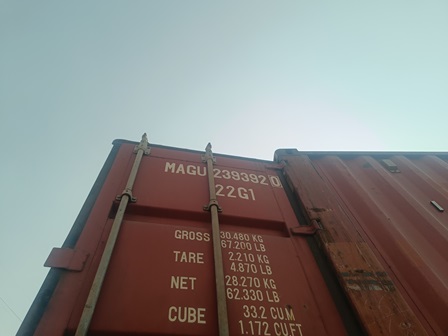 MAGU 239392 0
22G1
GROSS 30.480 KG
67.200 LB
TARE 2.210 KG
4.870 LB
NET 28.270 KG
62.330 LB
CUBE 33.2 CU.M
1.172 CU.FT